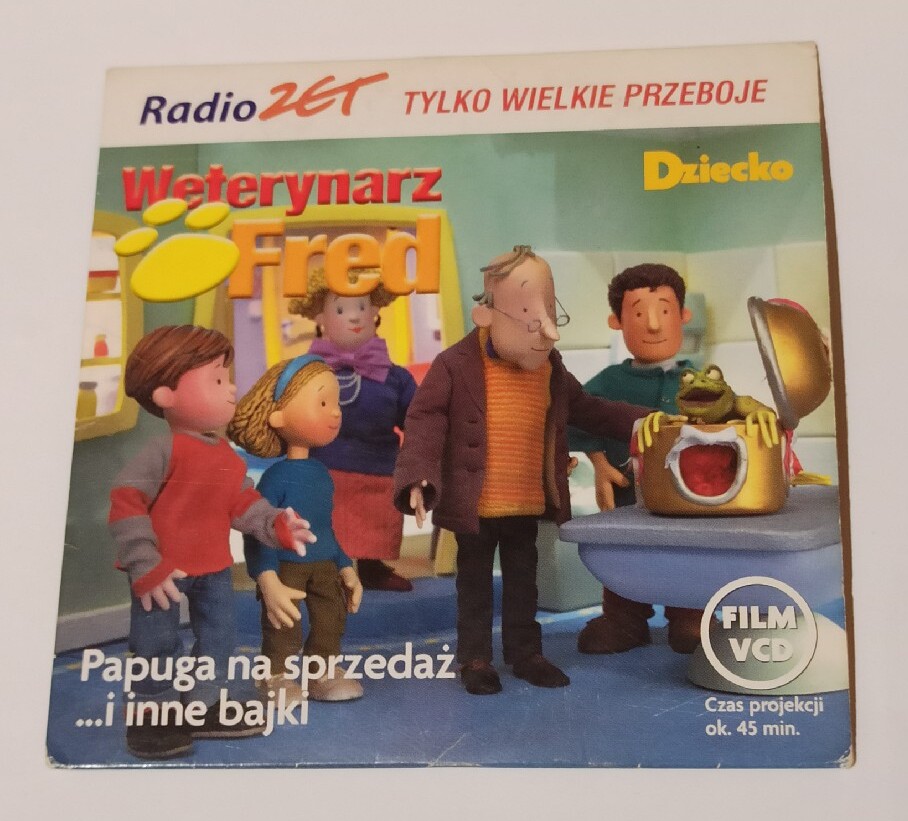 Radio ZET TYLKO WIELKIE PRZEBOJE
Weterynarz
Fred
Dziecko
Papuga na sprzedaż
...i inne bajki
FILM
VCD
Czas projekcji
ok. 45 min.